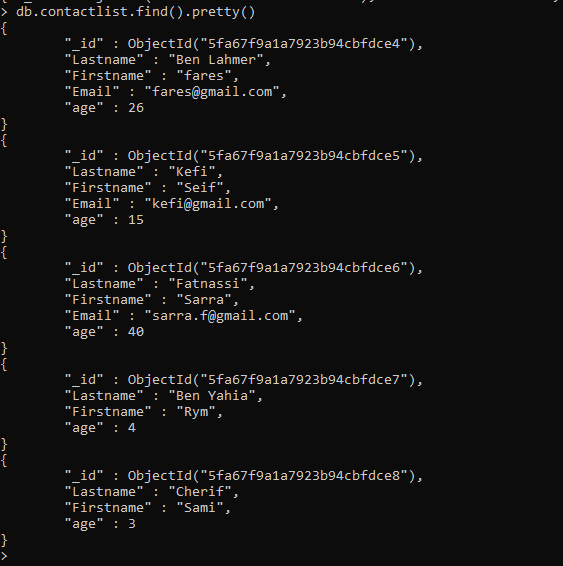 > db.contactlist.find().pretty()
{
        "_id" : ObjectId("5fa67f9a1a7923b94cbfdce4"),
        "Lastname" : "Ben Lahmer",
        "Firstname" : "fares",
        "Email" : "fares@gmail.com",
        "age" : 26
}
{
        "_id" : ObjectId("5fa67f9a1a7923b94cbfdce5"),
        "Lastname" : "Kefi",
        "Firstname" : "Seif",
        "Email" : "kefi@gmail.com",
        "age" : 15
}
{
        "_id" : ObjectId("5fa67f9a1a7923b94cbfdce6"),
        "Lastname" : "Fatnassi",
        "Firstname" : "Sarra",
        "Email" : "sarra.f@gmail.com",
        "age" : 40
}
{
        "_id" : ObjectId("5fa67f9a1a7923b94cbfdce7"),
        "Lastname" : "Ben Yahia",
        "Firstname" : "Rym",
        "age" : 4
}
{
        "_id" : ObjectId("5fa67f9a1a7923b94cbfdce8"),
        "Lastname" : "Cherif",
        "Firstname" : "Sami",
        "age" : 3
}
>